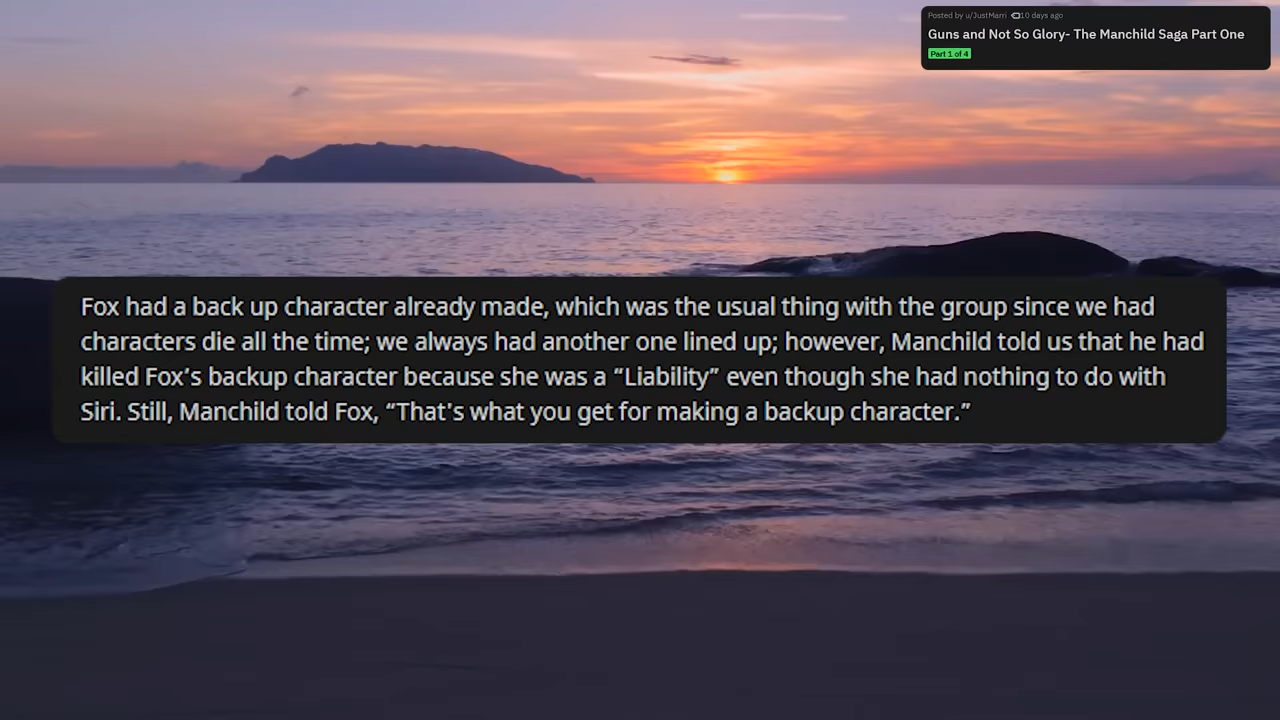 Posted by u/JustMarri 10 days ago
Guns and Not So Glory- The Manchild Saga Part One
Part 1 of 4
Fox had a back up character already made, which was the usual thing with the group since we had
characters die all the time; we always had another one lined up; however, Manchild told us that he had
killed Fox’s backup character because she was a “Liability” even though she had nothing to do with
Siri. Still, Manchild told Fox, “That's what you get for making a backup character.”